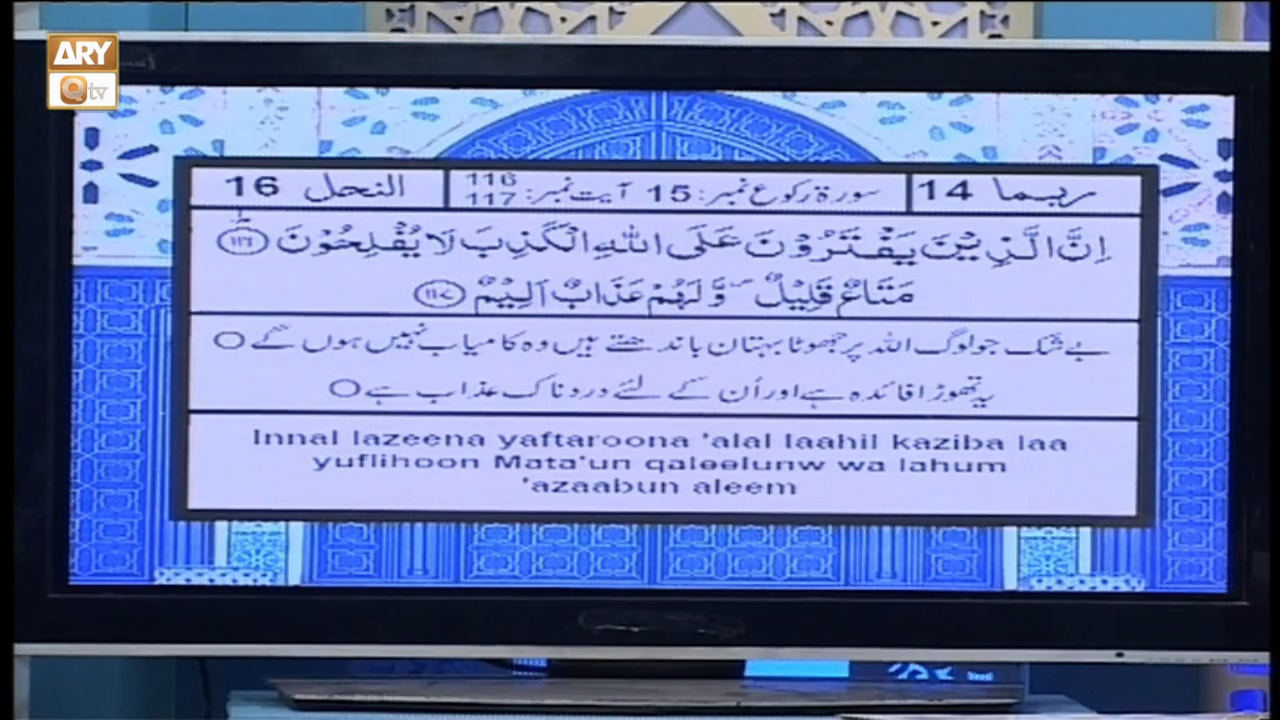 ARY
Qtv
ربما 14
سورۃ رکوع نمبر: 15 آیت نمبر: 116 117
النحل 16
اِنَّ الَّذِيْنَ يَفْتَرُوْنَ عَلَى اللّٰهِ الْكَذِبَ لَا يُفْلِحُوْنَ ؕ ﴿۱۱۶﴾
مَتَاعٌ قَلِيْلٌ ۪ وَّلَهُمْ عَذَابٌ اَلِيْمٌ ﴿۱۱۷﴾
بے شک جو لوگ اللہ پر جھوٹا بہتان باندھتے ہیں وہ کامیاب نہیں ہوں گے ○
یہ تھوڑا فائدہ ہے اور اُن کے لئے دردناک عذاب ہے ○
Innal lazeena yaftaroona 'alal laahil kaziba laa
yuflihoon Mata'un qaleelunw wa lahum
'azaabun aleem